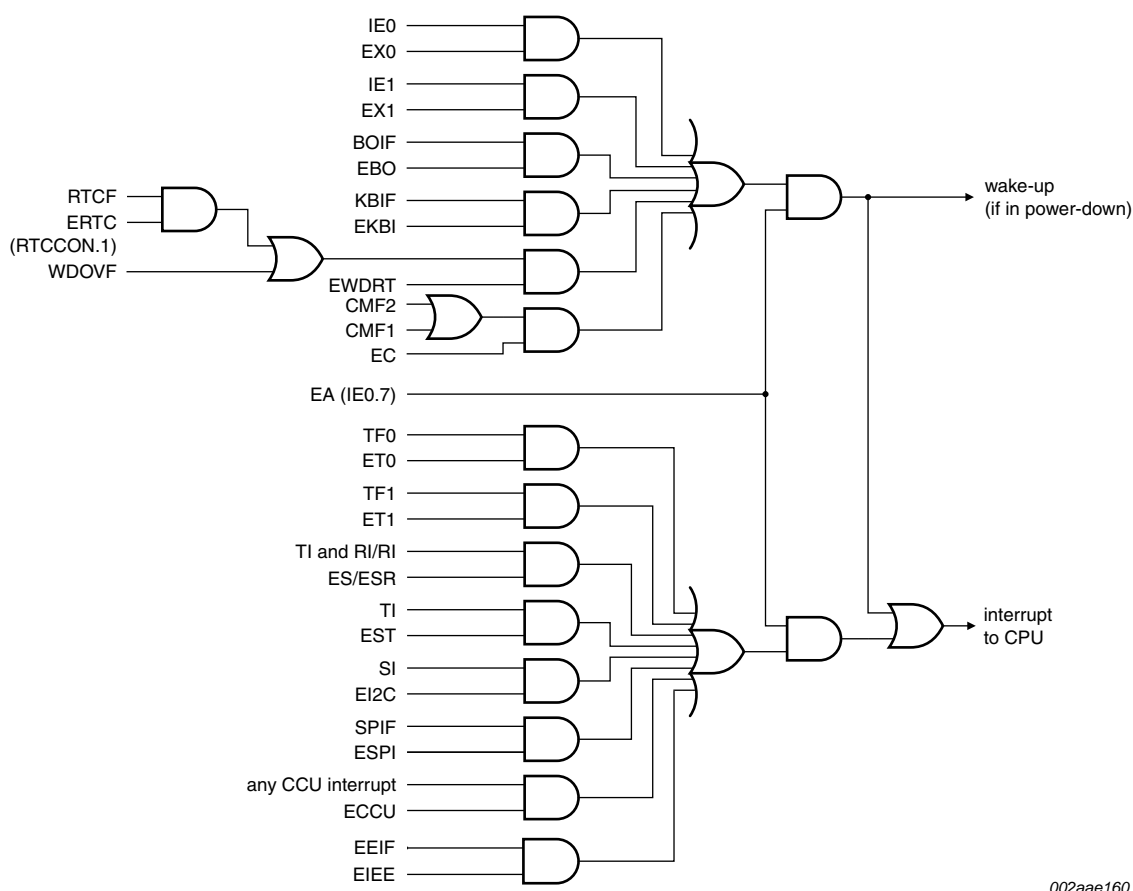 IE0
EX0
IE1
EX1
BOIF
EBO
KBIF
EKBI
RTCF
ERTC
(RTCCON.1)
WDOVF
EWDRT
CMF2
CMF1
EC
EA (IE0.7)
TF0
ET0
TF1
ET1
TI and RI/RI
ES/ESR
TI
EST
SI
EI2C
SPIF
ESPI
any CCU interrupt
ECCU
EEIF
EIEE
wake-up
(if in power-down)
interrupt
to CPU
002aae160